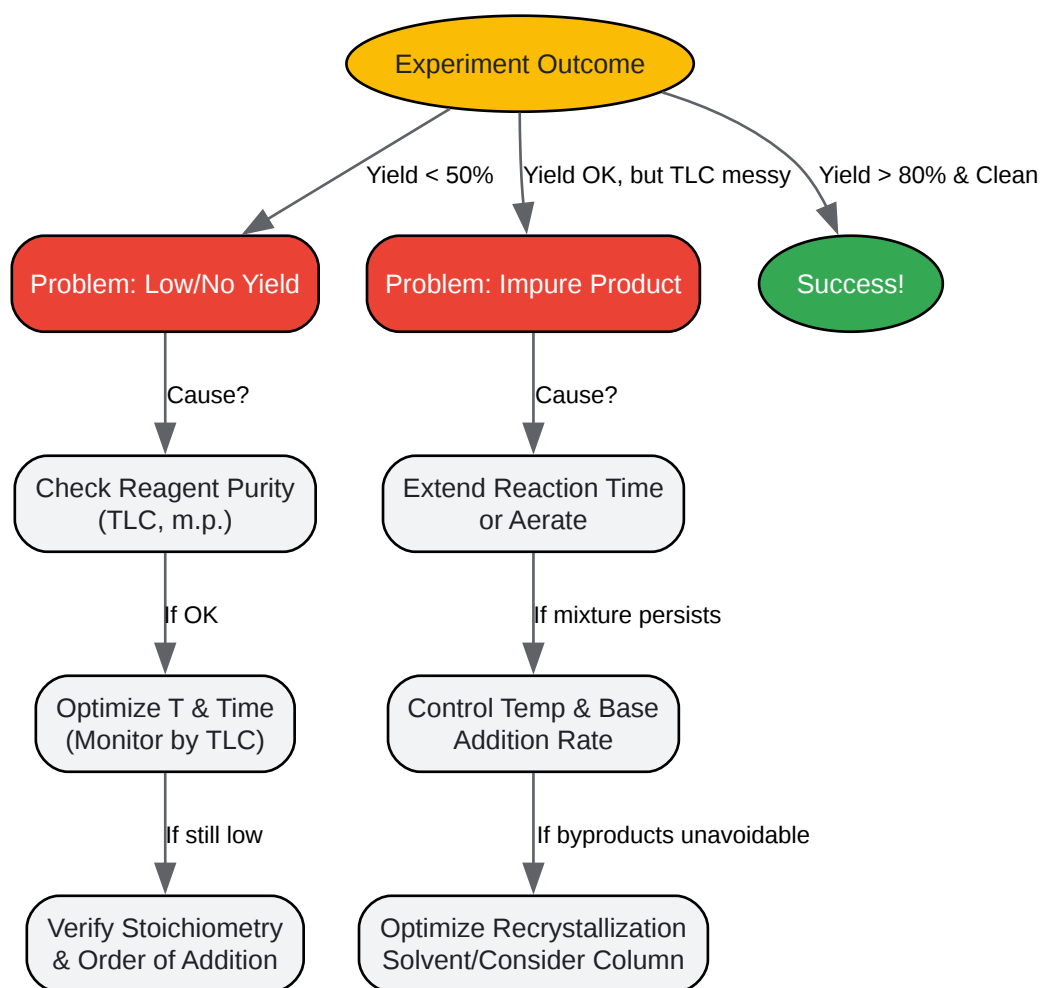 Experiment Outcome
Yield < 50%
Yield OK, but TLC messy
Yield > 80% & Clean
Problem: Low/No Yield
Problem: Impure Product
Success!
Cause?
Cause?
Check Reagent Purity
(TLC, m.p.)
Extend Reaction Time
or Aerate
If OK
If mixture persists
Optimize T & Time
(Monitor by TLC)
Control Temp & Base
Addition Rate
If still low
If byproducts unavoidable
Verify Stoichiometry
& Order of Addition
Optimize Recrystallization
Solvent/Consider Column